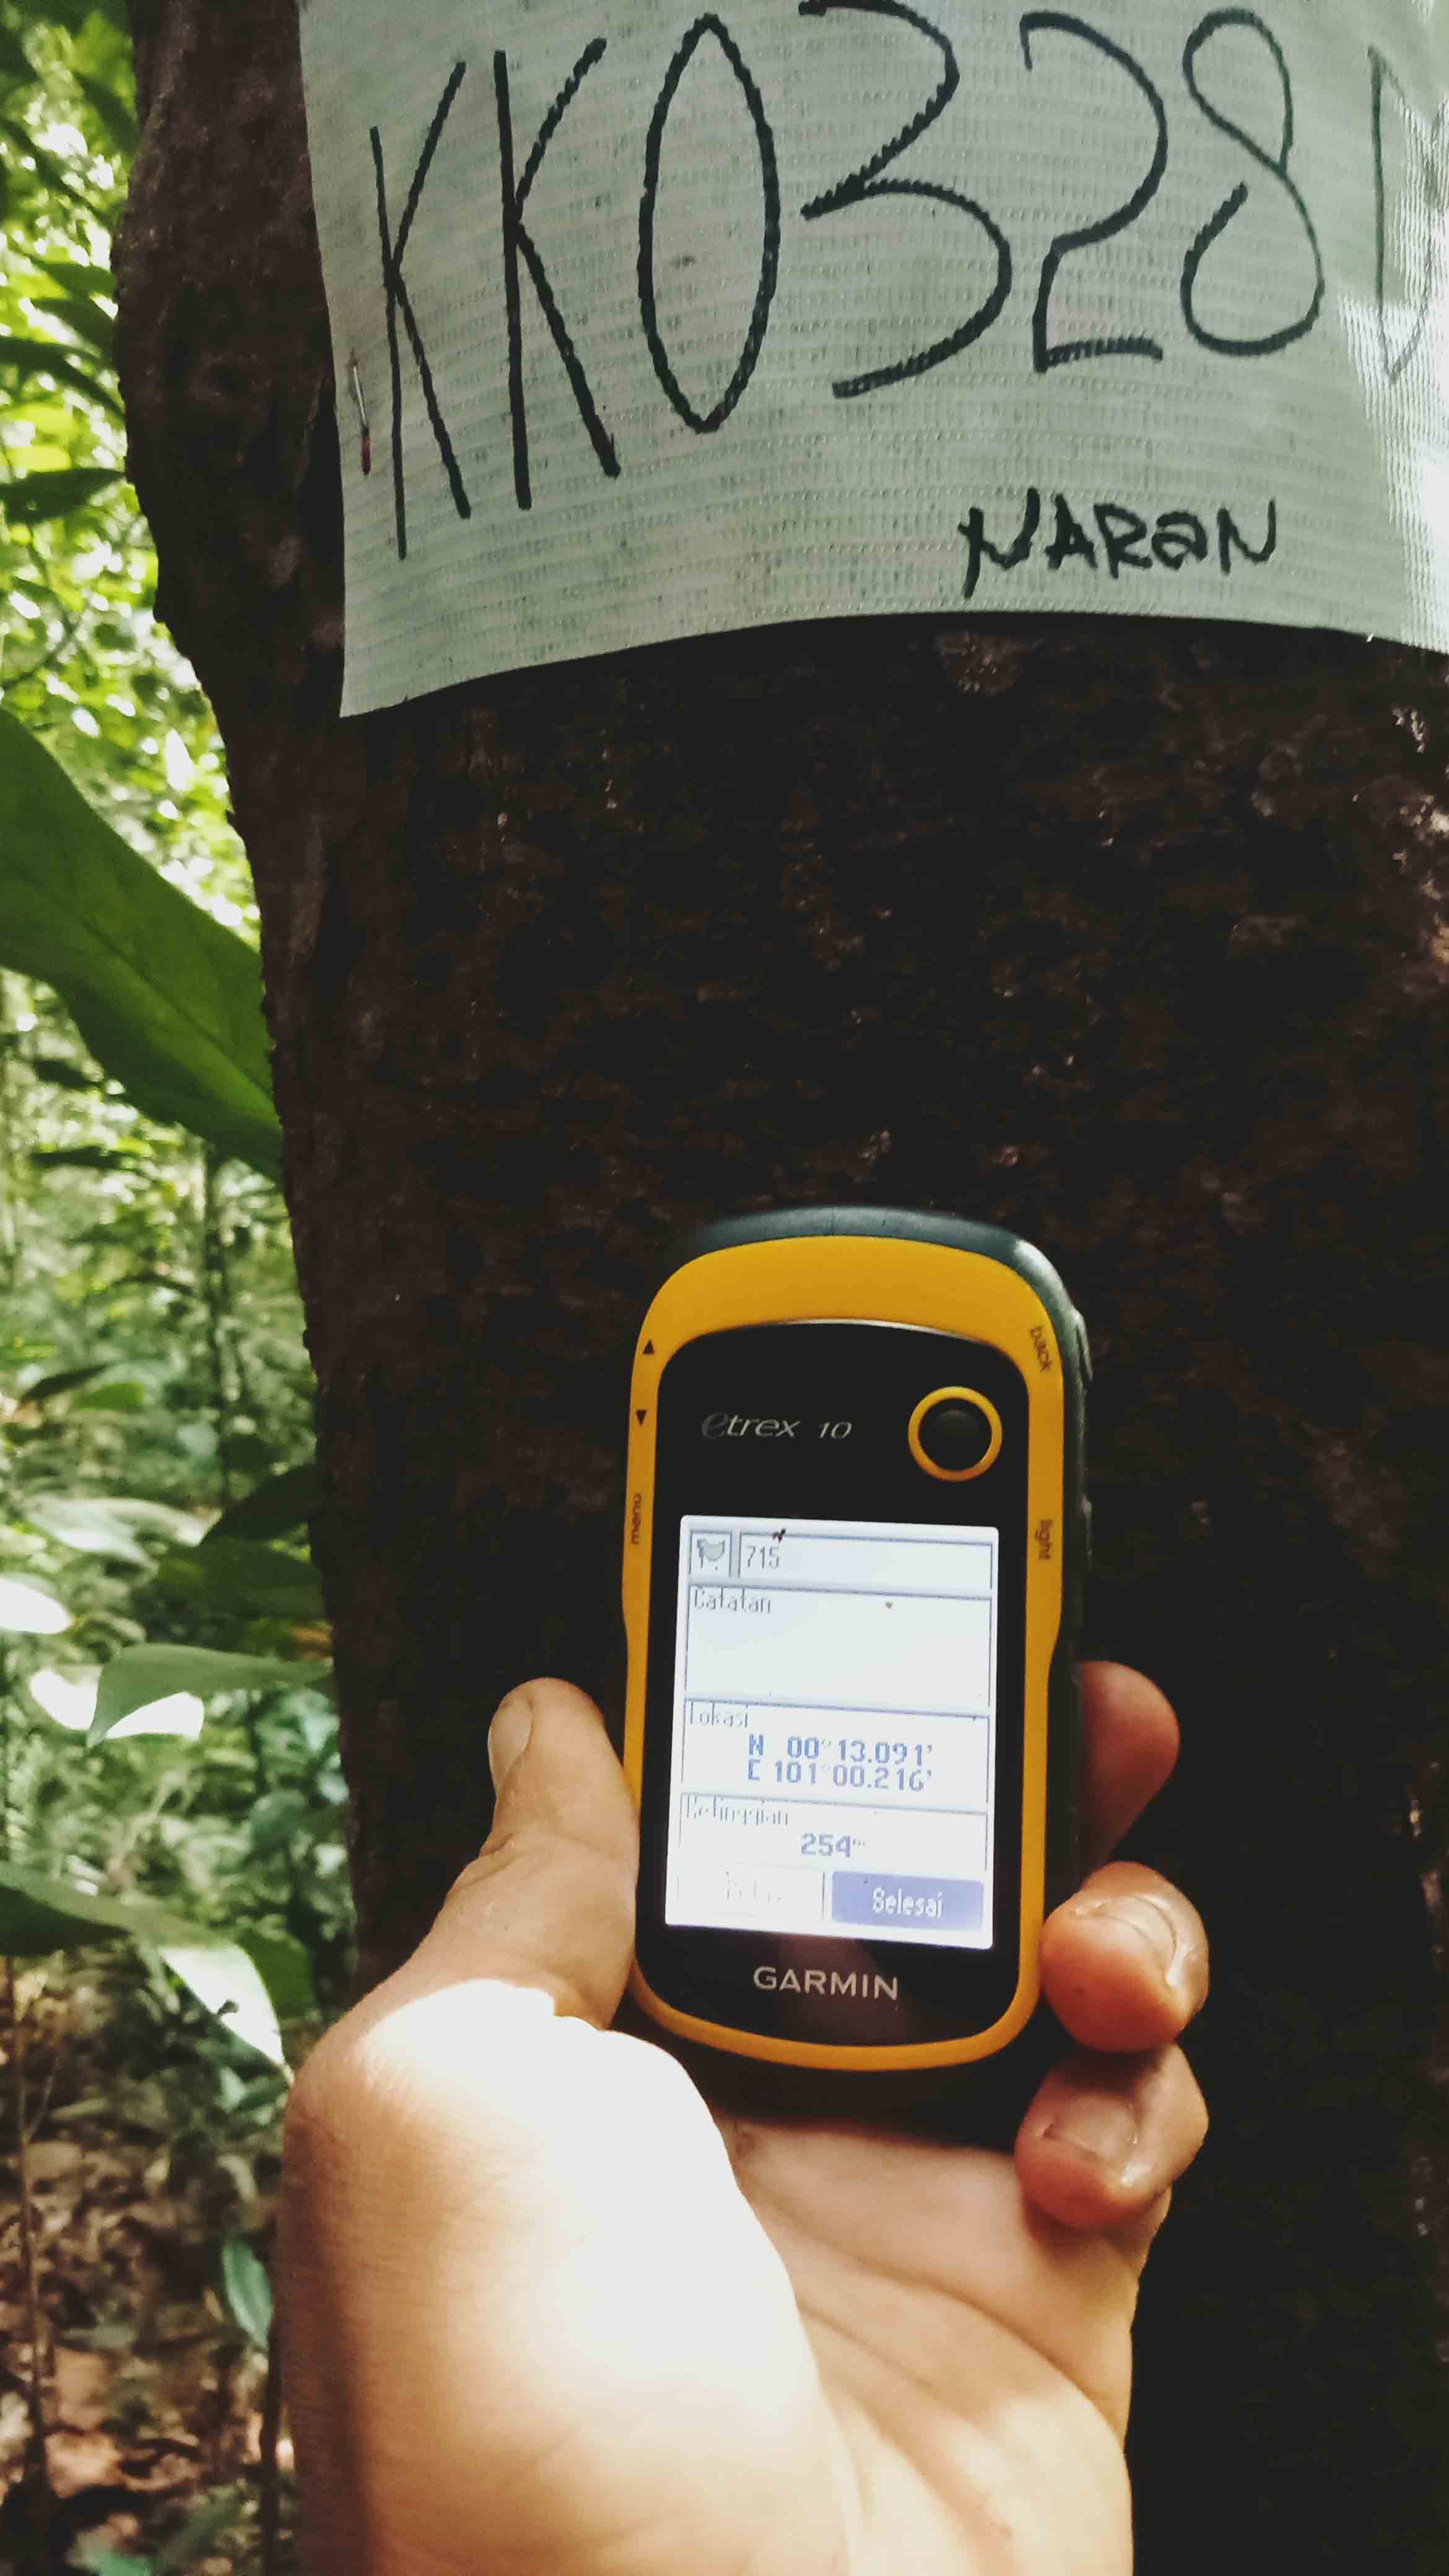 KK0328
NARaN
back
etrex 10
menu
light
715
Catatan
Lokasi
N 00°13.091'
E 101°00.216'
Ketinggian
254m
Selesai
GARMIN